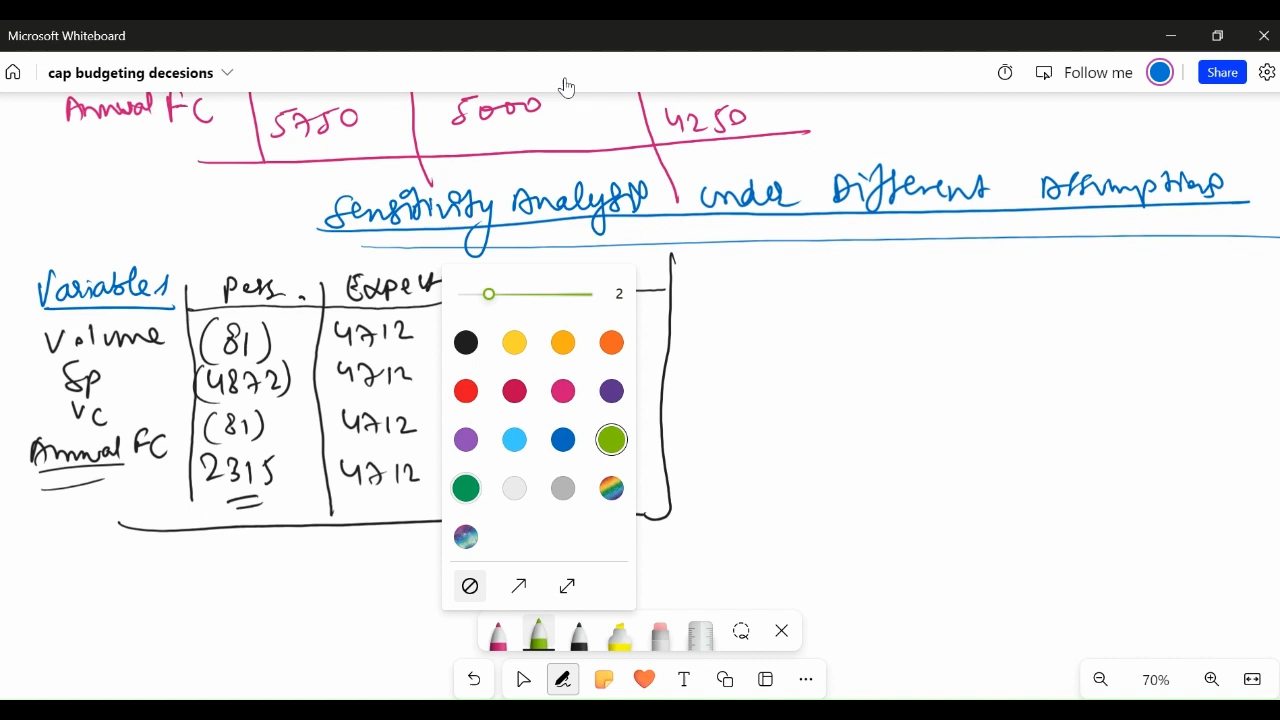 Microsoft Whiteboard
cap budgeting decesions
Follow me
Share
Annual FC 5750 5000 4250
Sensitivity Analysis under Different Assumptions
Variables Pess. Expect
Volume (81) 4712
Sp (4872) 4712
VC (81) 4712
Annual FC 2315 4712
2
70%